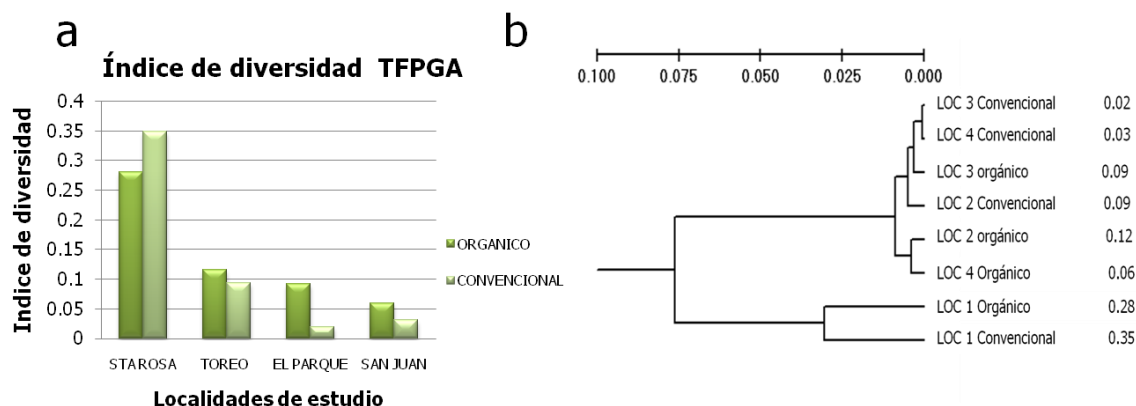 a
Índice de diversidad TFPGA
Indice de diversidad
0.4
0.35
0.3
0.25
0.2
0.15
0.1
0.05
0
STA ROSA TOREO EL PARQUE SAN JUAN
Localidades de estudio
ORGANICO
CONVENCIONAL
b
0.100 0.075 0.050 0.025 0.000
LOC 3 Convencional 0.02
LOC 4 Convencional 0.03
LOC 3 orgánico 0.09
LOC 2 Convencional 0.09
LOC 2 orgánico 0.12
LOC 4 Orgánico 0.06
LOC 1 Orgánico 0.28
LOC 1 Convencional 0.35